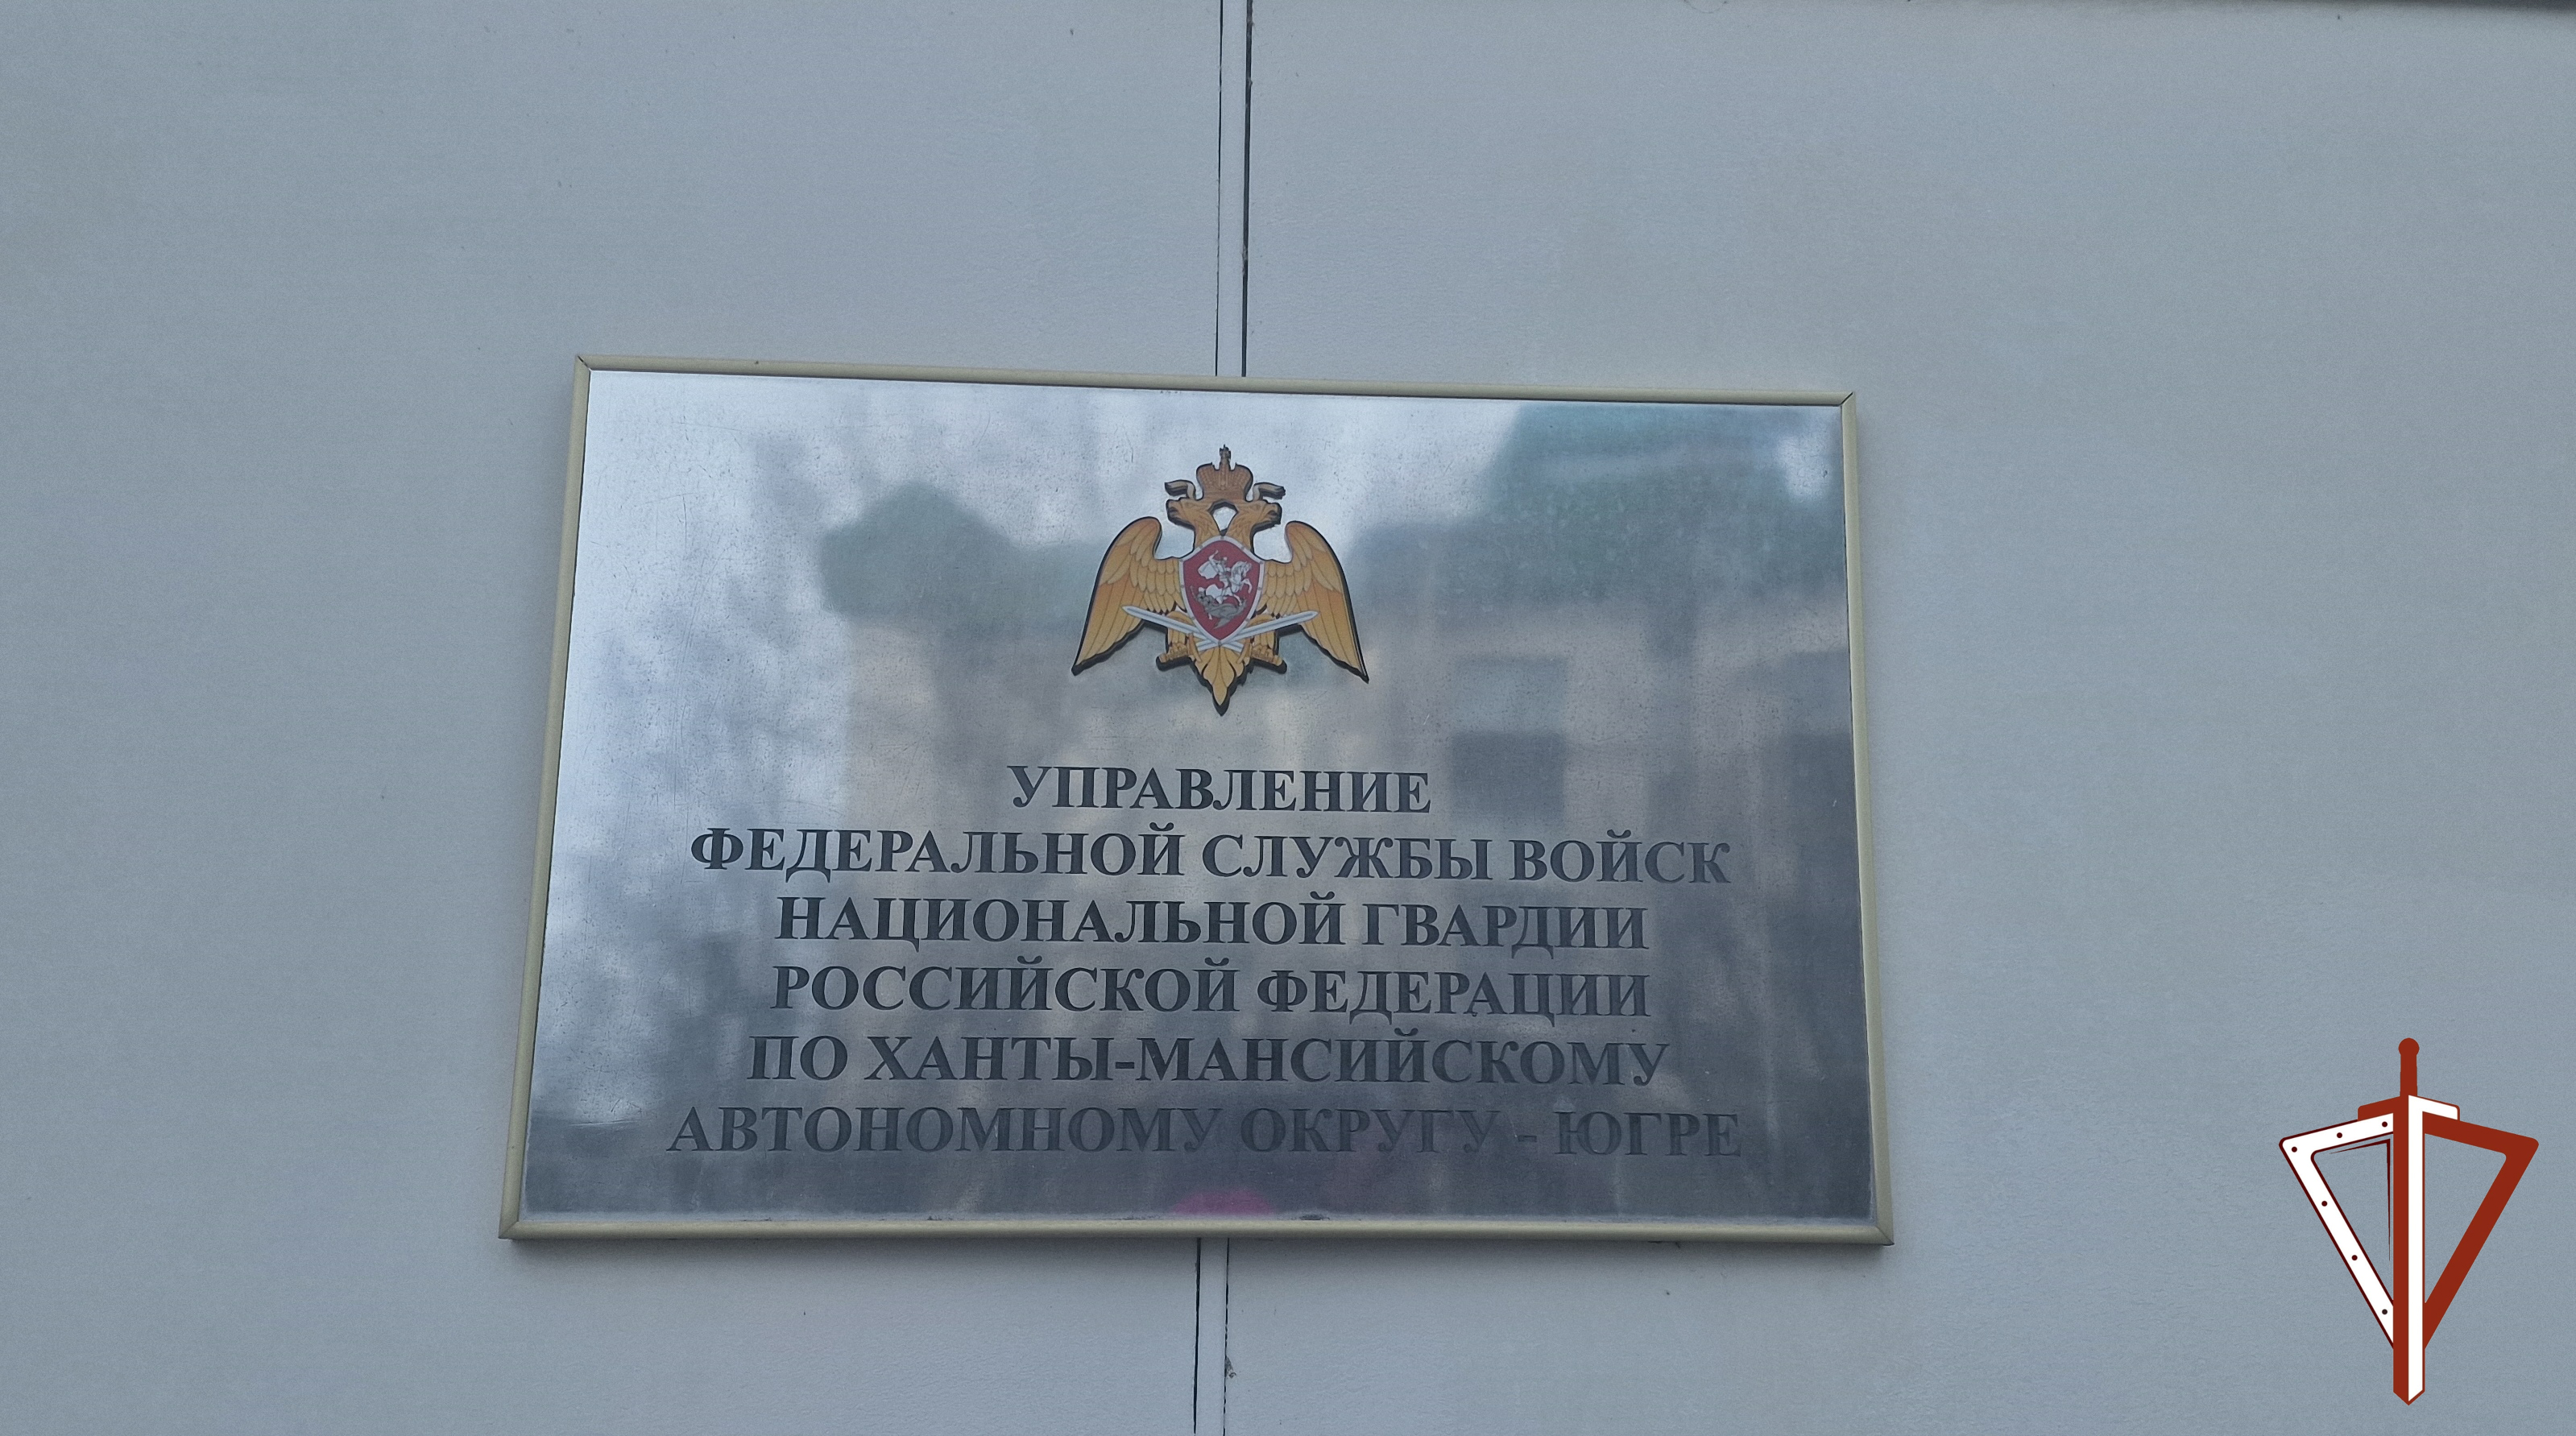 УПРАВЛЕНИЕ
ФЕДЕРАЛЬНОЙ СЛУЖБЫ ВОЙСК
НАЦИОНАЛЬНОЙ ГВАРДИИ
РОССИЙСКОЙ ФЕДЕРАЦИИ
ПО ХАНТЫ-МАНСИЙСКОМУ
АВТОНОМНОМУ ОКРУГУ - ЮГРЕ